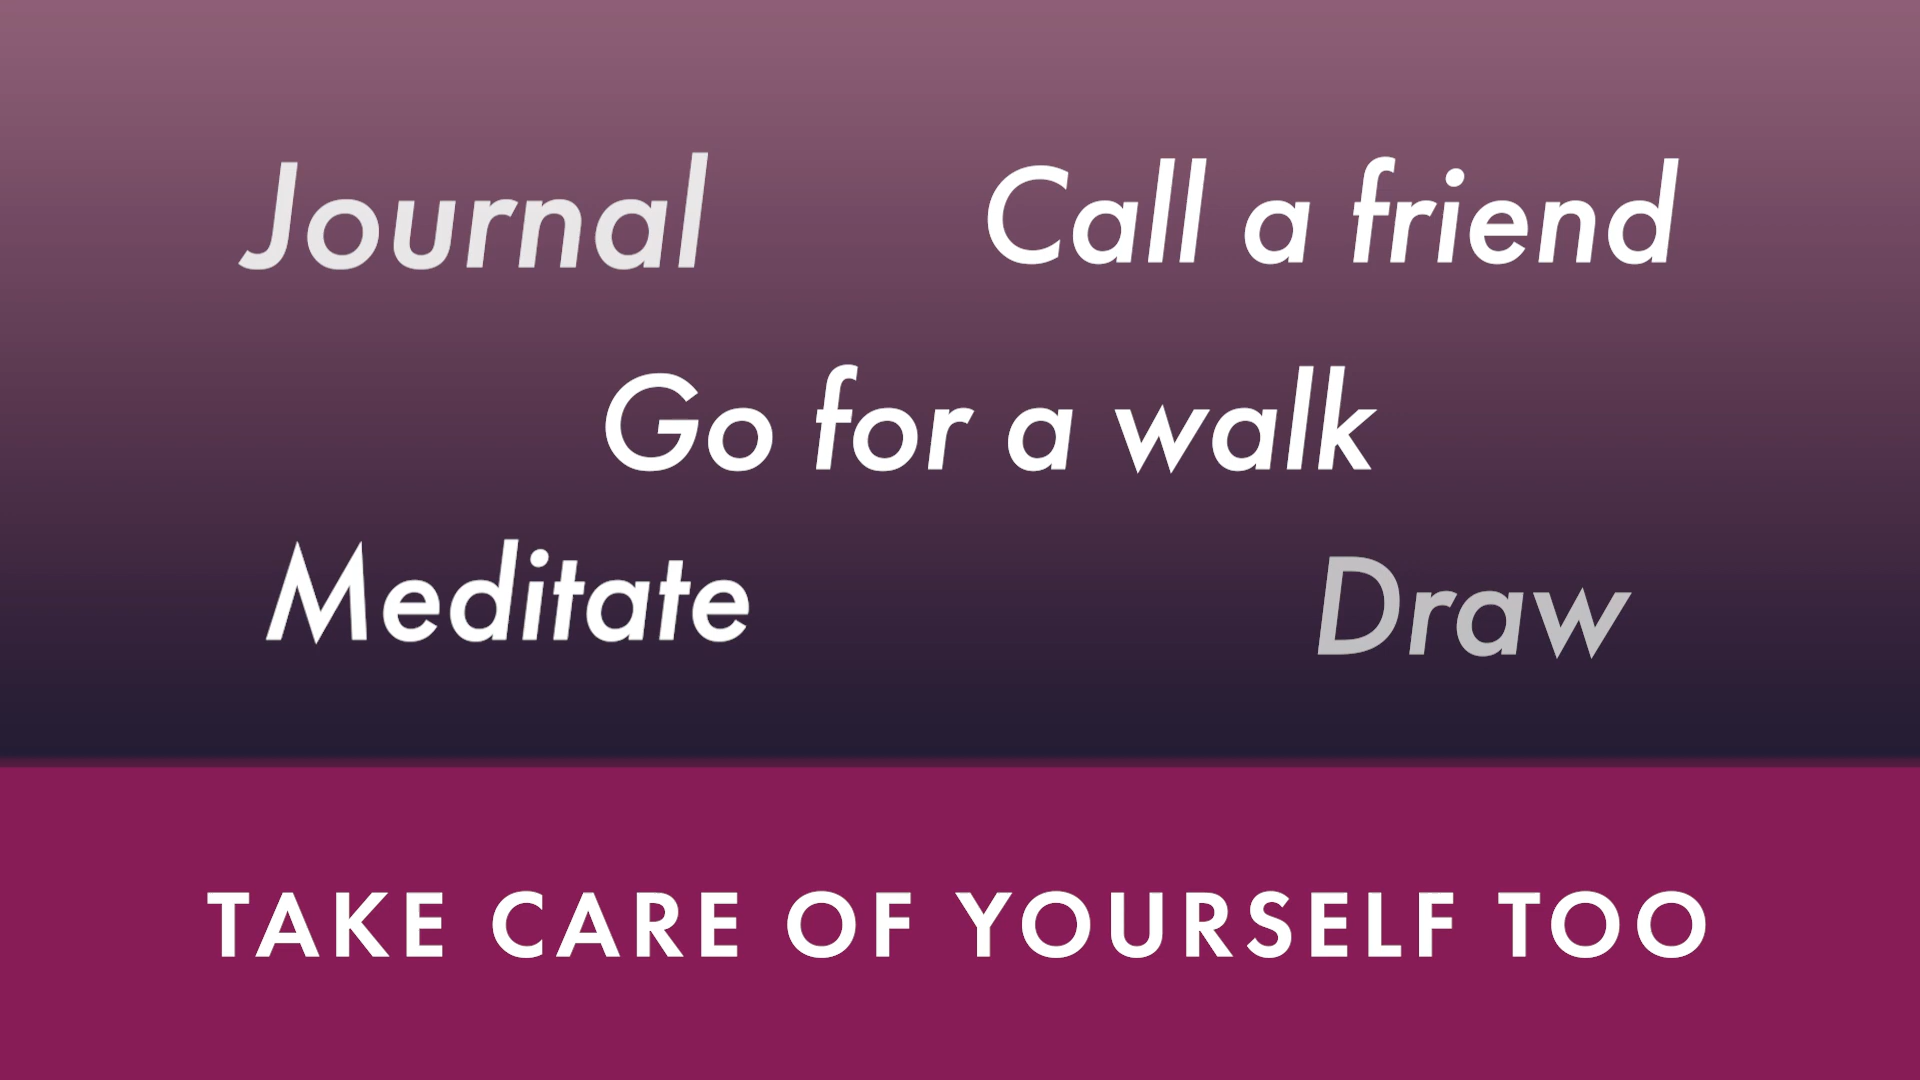 Journal
Call a friend
Go for a walk
Meditate
Draw
TAKE CARE OF YOURSELF TOO